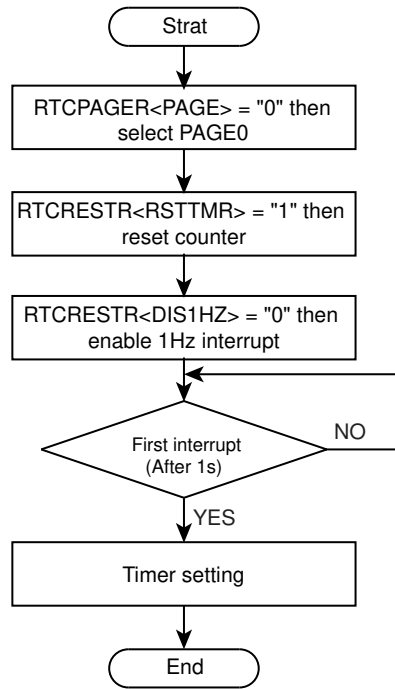 Strat
RTCPAGER<PAGE> = "0" then
select PAGE0
RTCRESTR<RSTTMR> = "1" then
reset counter
RTCRESTR<DIS1HZ> = "0" then
enable 1Hz interrupt
First interrupt
(After 1s)
NO
YES
Timer setting
End